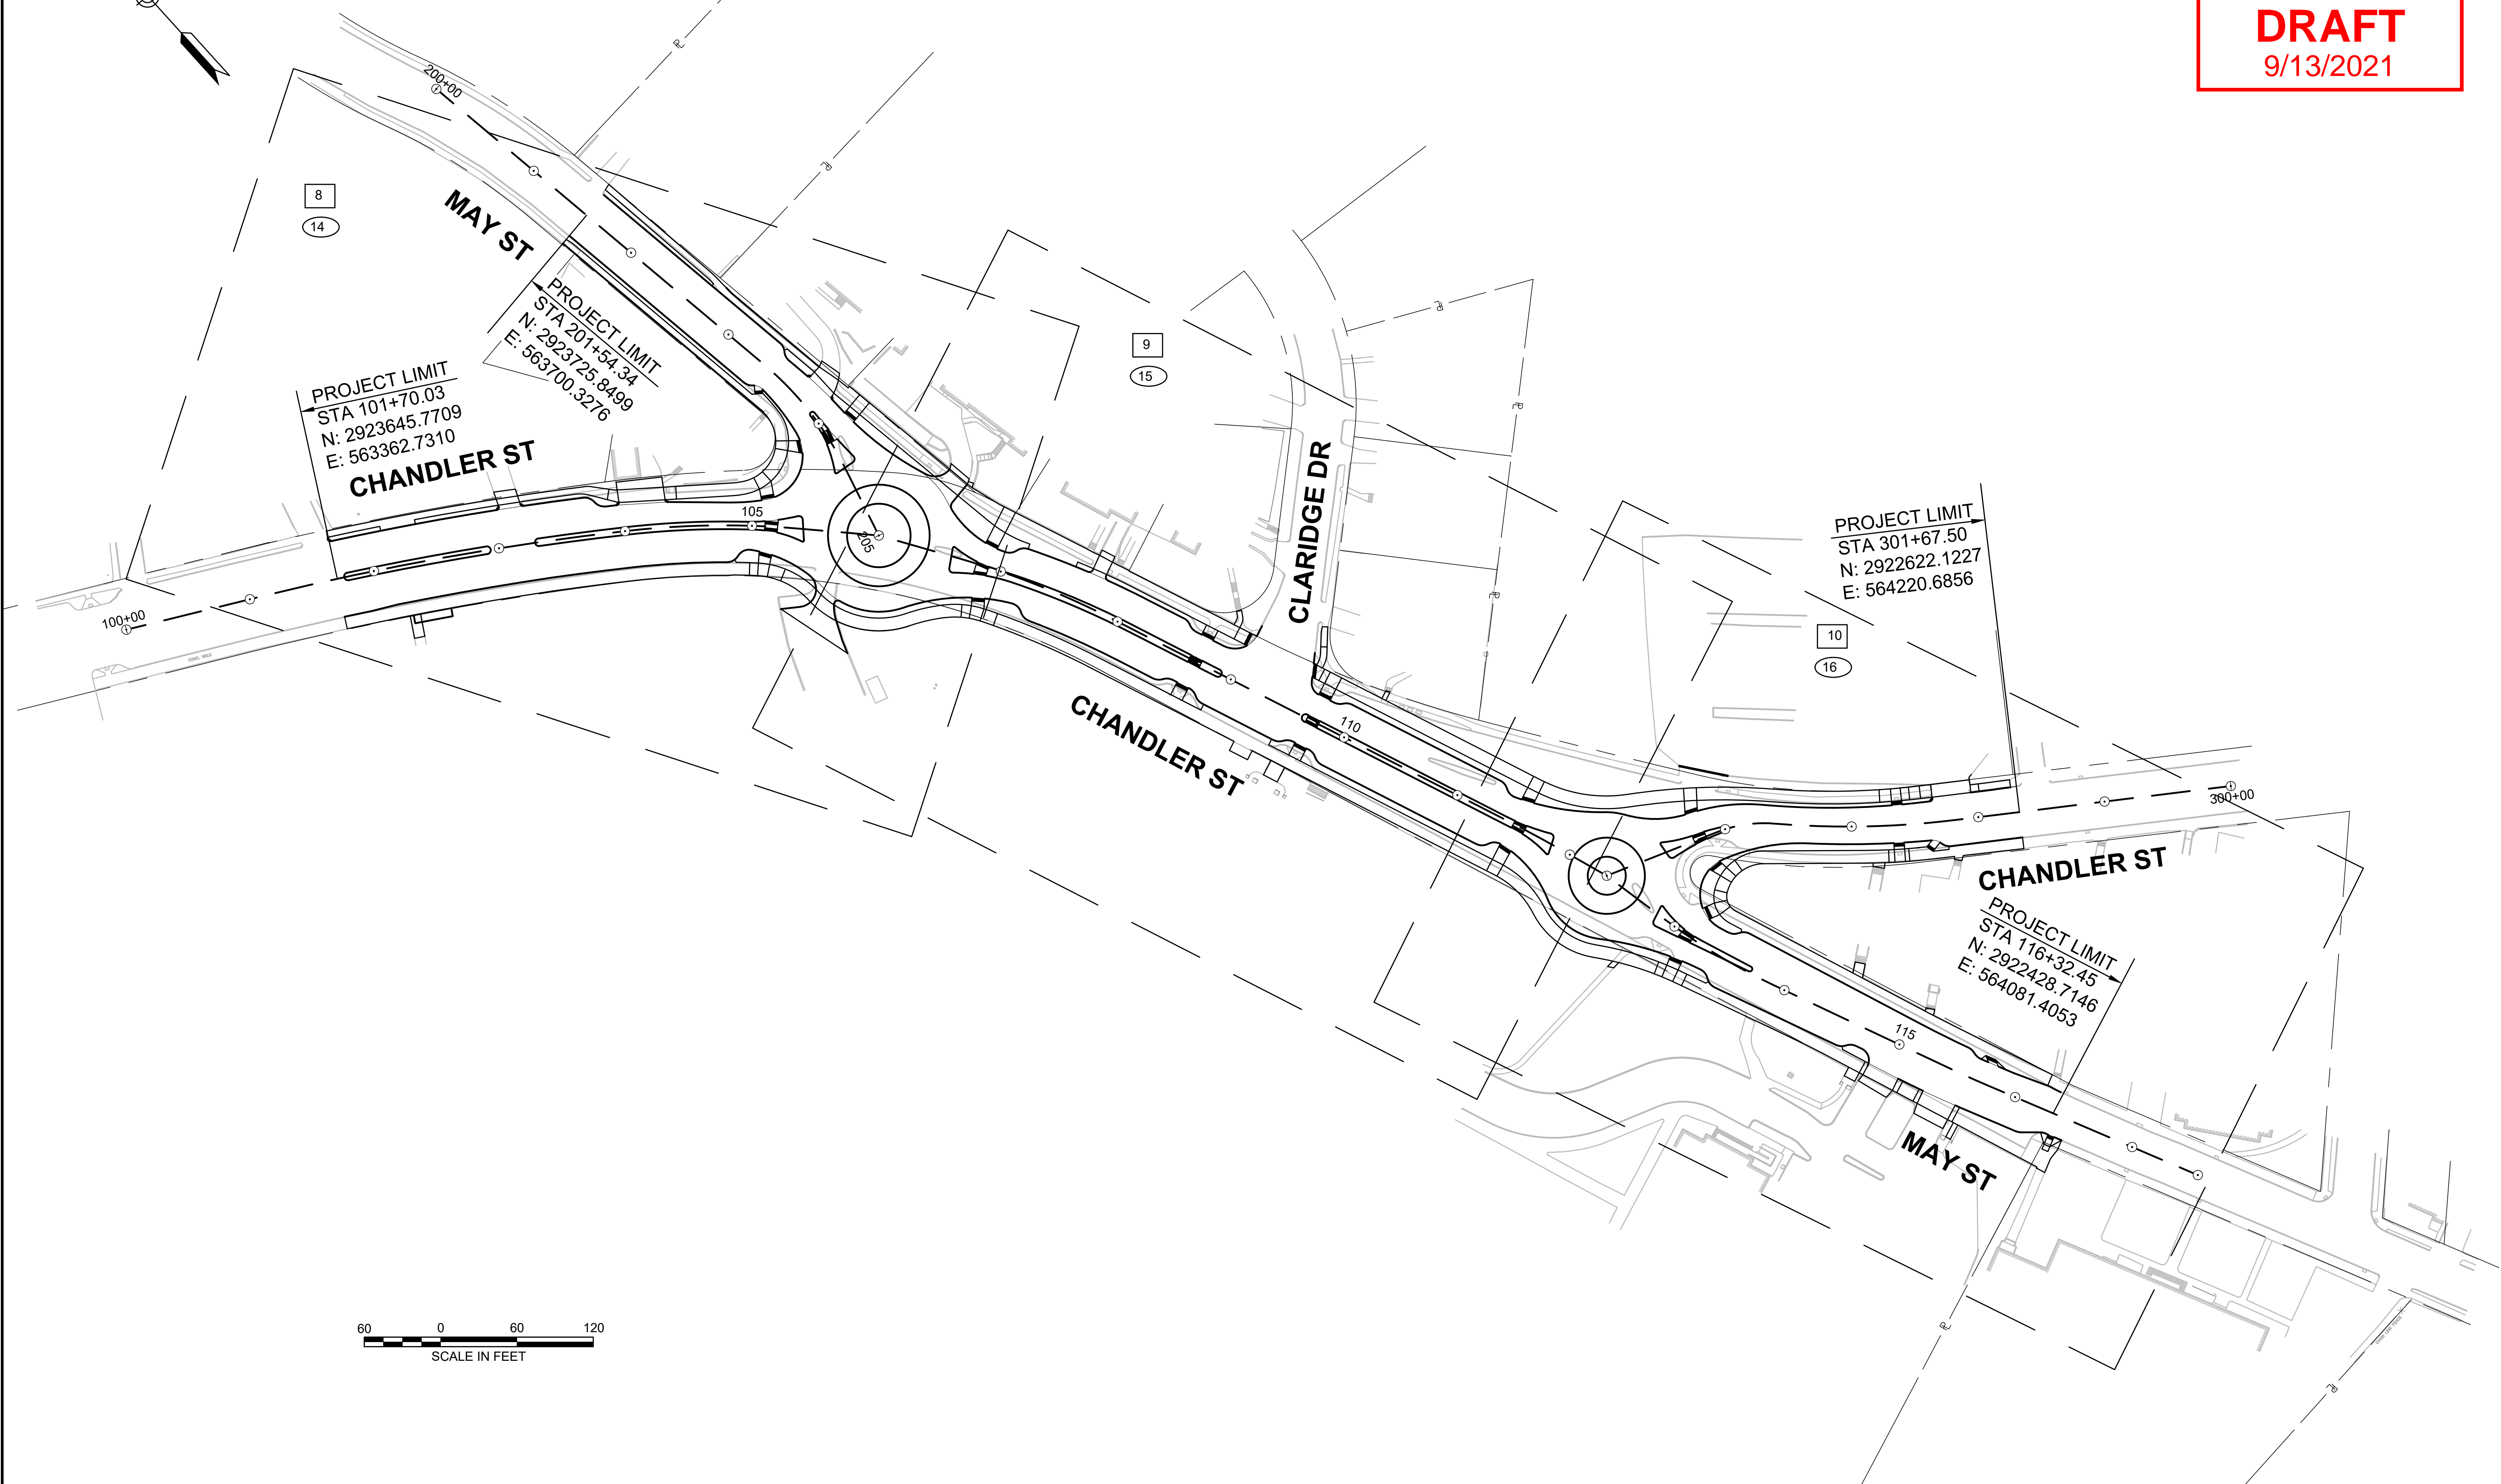 DRAFT
9/13/2021
200+00
8
14
MAY ST
PROJECT LIMIT
STA 201+54.34
N: 2923725.8499
E: 563700.3276
PROJECT LIMIT
STA 101+70.03
N: 2923645.7709
E: 563362.7310
CHANDLER ST
9
15
CLARIDGE DR
105
205
100+00
PROJECT LIMIT
STA 301+67.50
N: 2922622.1227
E: 564220.6856
10
16
CHANDLER ST
110
300+00
CHANDLER ST
PROJECT LIMIT
STA 116+32.45
N: 2922428.7146
E: 564081.4053
115
MAY ST
60 0 60 120
SCALE IN FEET